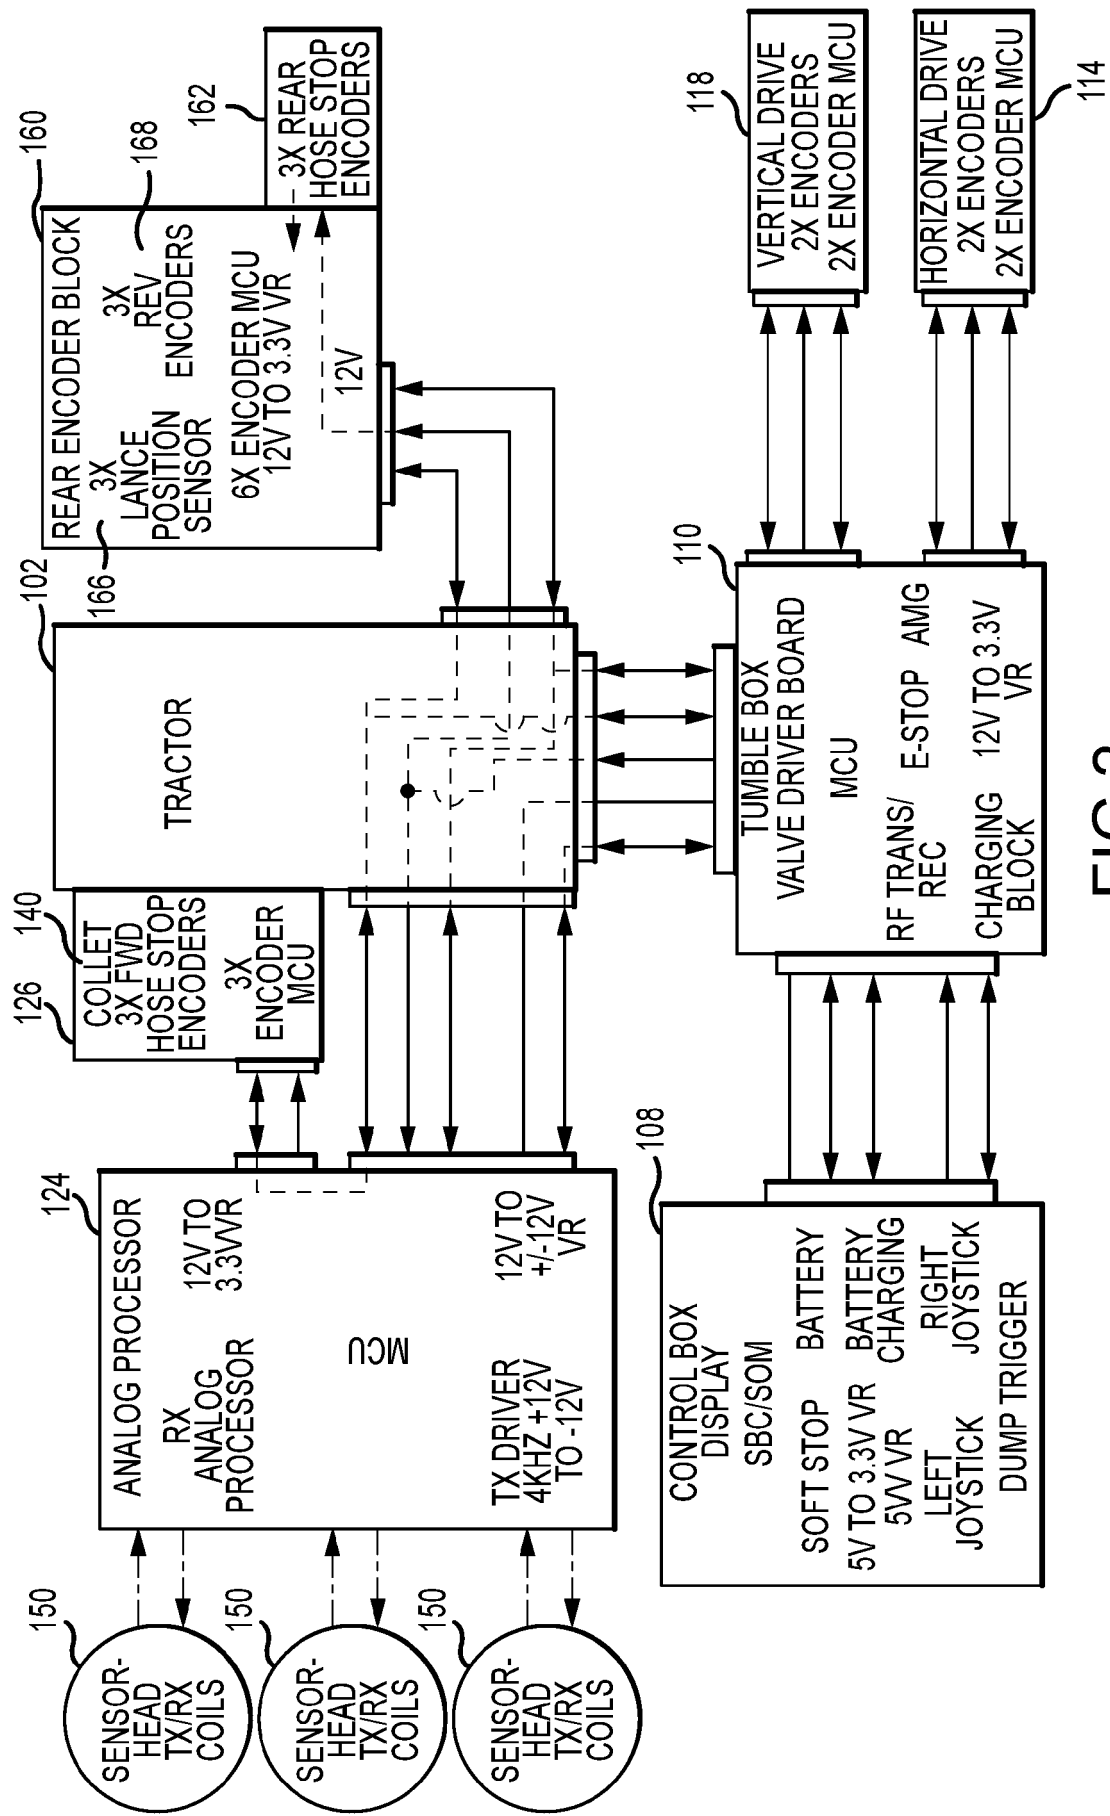 SENSOR-
HEAD
TX/RX
COILS
150
SENSOR-
HEAD
TX/RX
COILS
150
SENSOR-
HEAD
TX/RX
COILS
150
124
ANALOG PROCESSOR
RX
ANALOG
PROCESSOR
12V TO
3.3VVR
MCU
TX DRIVER
4KHZ +12V
TO -12V
12V TO
+/-12V
VR
126
140
COLLET
3X FWD
HOSE STOP
ENCODERS
3X
ENCODER
MCU
102
TRACTOR
160
REAR ENCODER BLOCK
166
3X
LANCE
POSITION
SENSOR
168
3X
REV
ENCODERS
6X ENCODER MCU
12V TO 3.3V VR
12V
162
3X REAR
HOSE STOP
ENCODERS
108
CONTROL BOX
DISPLAY
SBC/SOM
SOFT STOP
BATTERY
5V TO 3.3V VR
5VV VR
BATTERY
CHARGING
LEFT
JOYSTICK
RIGHT
JOYSTICK
DUMP TRIGGER
110
TUMBLE BOX
VALVE DRIVER BOARD
MCU
RF TRANS/
REC
E-STOP
AMG
CHARGING
BLOCK
12V TO 3.3V
VR
118
VERTICAL DRIVE
2X ENCODERS
2X ENCODER MCU
114
HORIZONTAL DRIVE
2X ENCODERS
2X ENCODER MCU